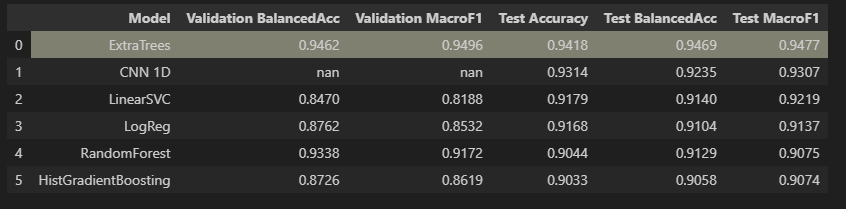 Model Validation BalancedAcc Validation MacroF1 Test Accuracy Test BalancedAcc Test MacroF1
0 ExtraTrees 0.9462 0.9496 0.9418 0.9469 0.9477
1 CNN 1D nan nan 0.9314 0.9235 0.9307
2 LinearSVC 0.8470 0.8188 0.9179 0.9140 0.9219
3 LogReg 0.8762 0.8532 0.9168 0.9104 0.9137
4 RandomForest 0.9338 0.9172 0.9044 0.9129 0.9075
5 HistGradientBoosting 0.8726 0.8619 0.9033 0.9058 0.9074